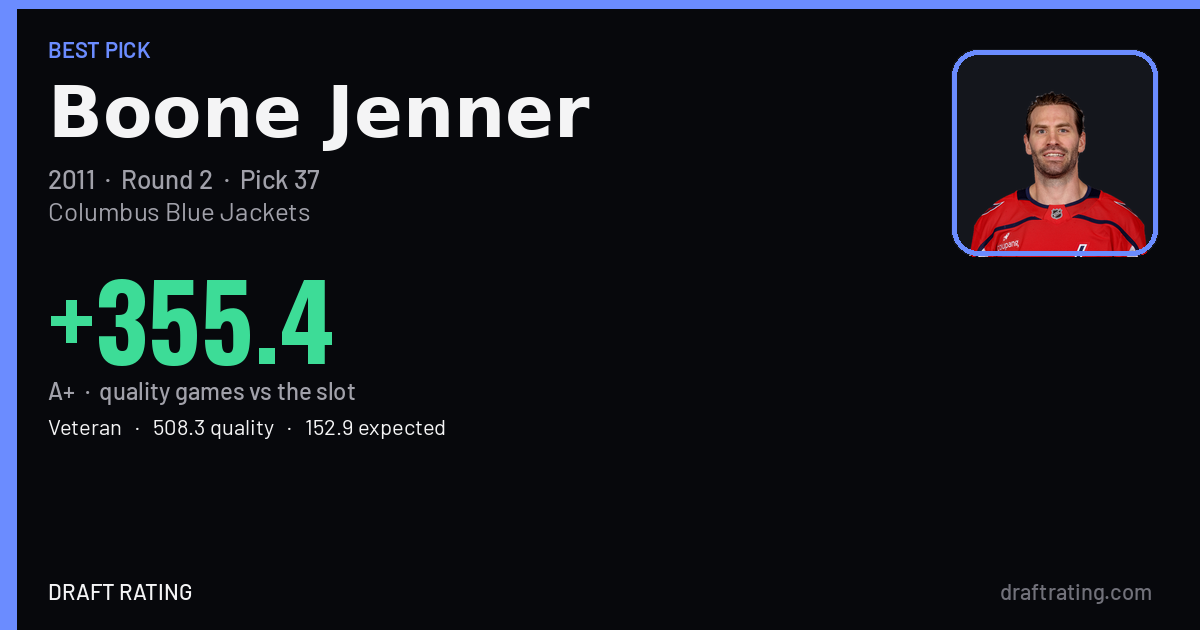 BEST PICK
Boone Jenner
2011 · Round 2 · Pick 37
Columbus Blue Jackets
coupang
+355.4
A+ · quality games vs the slot
Veteran · 508.3 quality · 152.9 expected
DRAFT RATING
draftrating.com